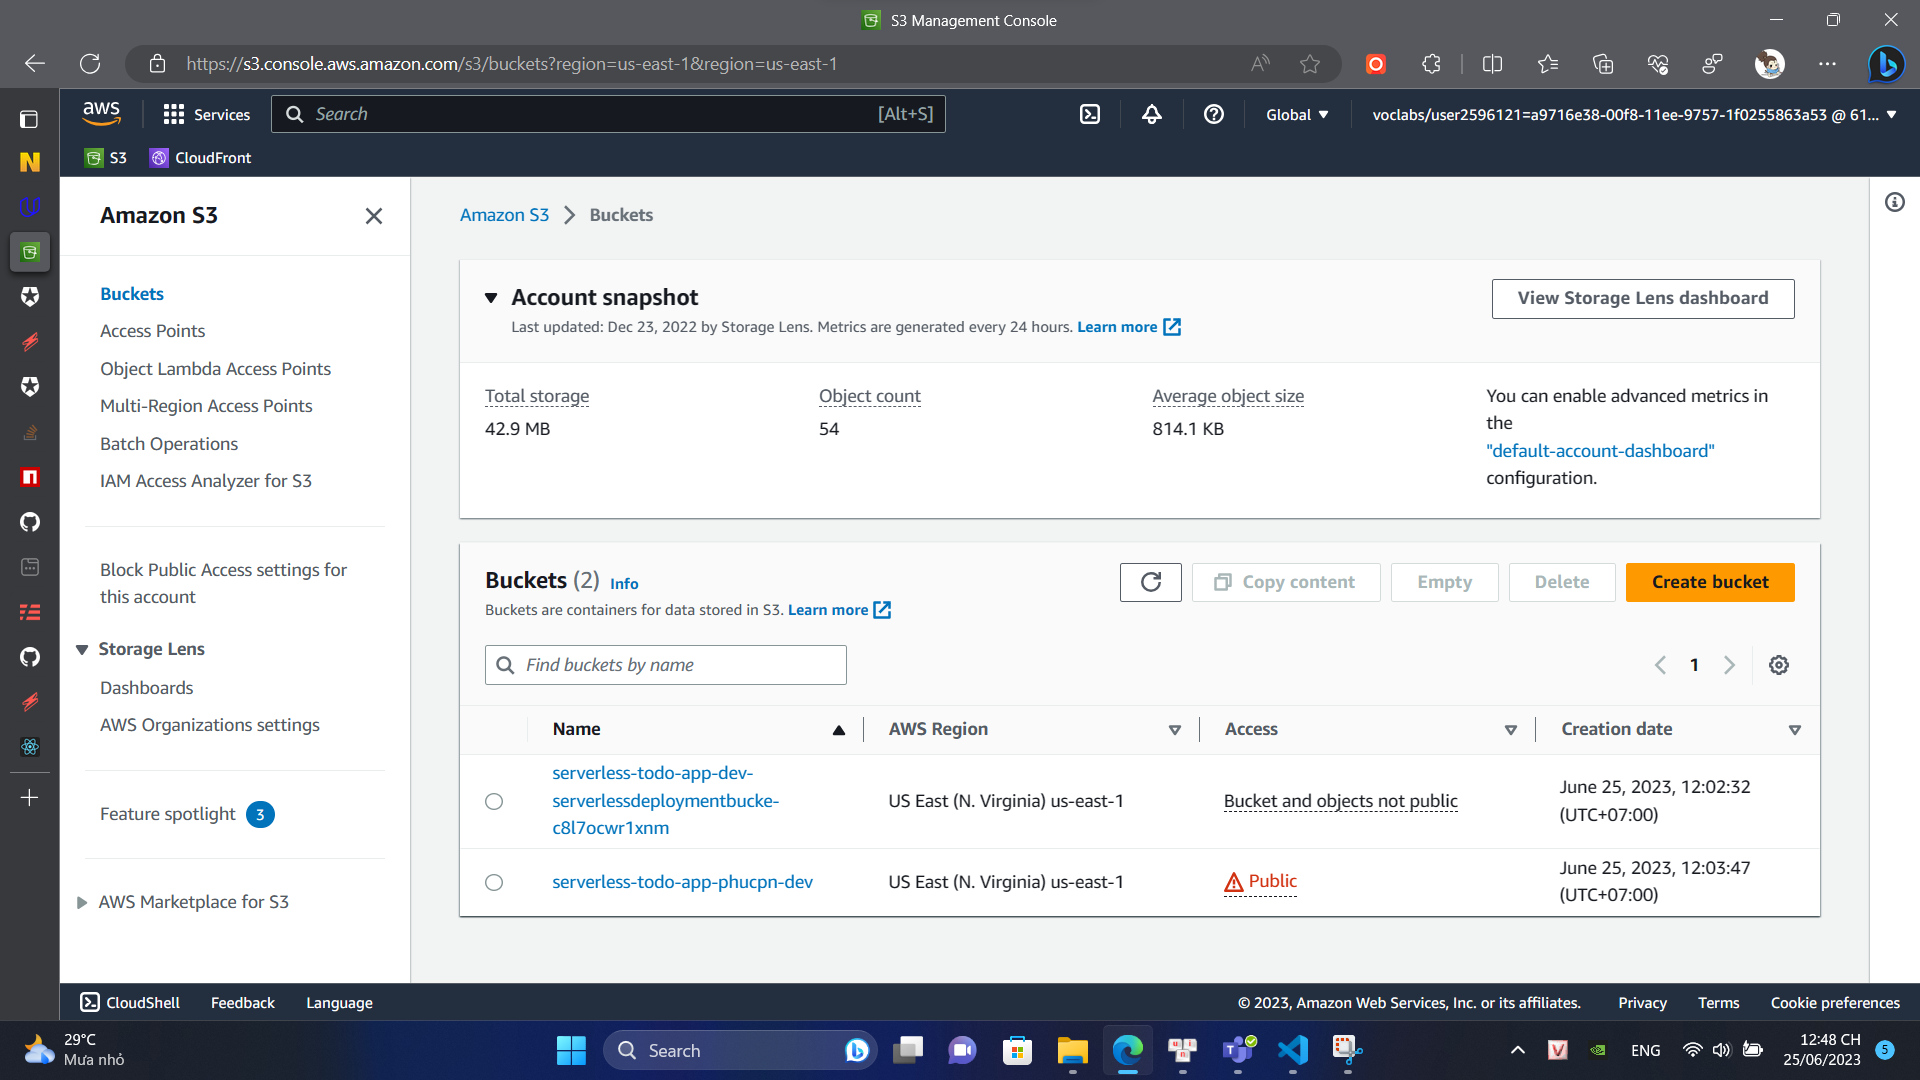 S3 Management Console
https://s3.console.aws.amazon.com/s3/buckets?region=us-east-1&region=us-east-1
aws
Services
Search
[Alt+S]
Global
voclabs/user2596121=a9716e38-00f8-11ee-9757-1f0255863a53 @ 61...
S3
CloudFront
Amazon S3
Buckets
Access Points
Object Lambda Access Points
Multi-Region Access Points
Batch Operations
IAM Access Analyzer for S3
Block Public Access settings for
this account
Storage Lens
Dashboards
AWS Organizations settings
Feature spotlight 3
AWS Marketplace for S3
Amazon S3 > Buckets
Account snapshot
Last updated: Dec 23, 2022 by Storage Lens. Metrics are generated every 24 hours. Learn more
View Storage Lens dashboard
Total storage
42.9 MB
Object count
54
Average object size
814.1 KB
You can enable advanced metrics in
the
"default-account-dashboard"
configuration.
Buckets (2) Info
Buckets are containers for data stored in S3. Learn more
Copy content
Empty
Delete
Create bucket
Find buckets by name
1
Name
AWS Region
Access
Creation date
serverless-todo-app-dev-
serverlessdeploymentbucke-
c8l7ocwr1xnm
US East (N. Virginia) us-east-1
Bucket and objects not public
June 25, 2023, 12:02:32
(UTC+07:00)
serverless-todo-app-phucpn-dev
US East (N. Virginia) us-east-1
Public
June 25, 2023, 12:03:47
(UTC+07:00)
CloudShell
Feedback
Language
© 2023, Amazon Web Services, Inc. or its affiliates.
Privacy
Terms
Cookie preferences
29°C
Mưa nhỏ
Search
ENG
12:48 CH
25/06/2023
5